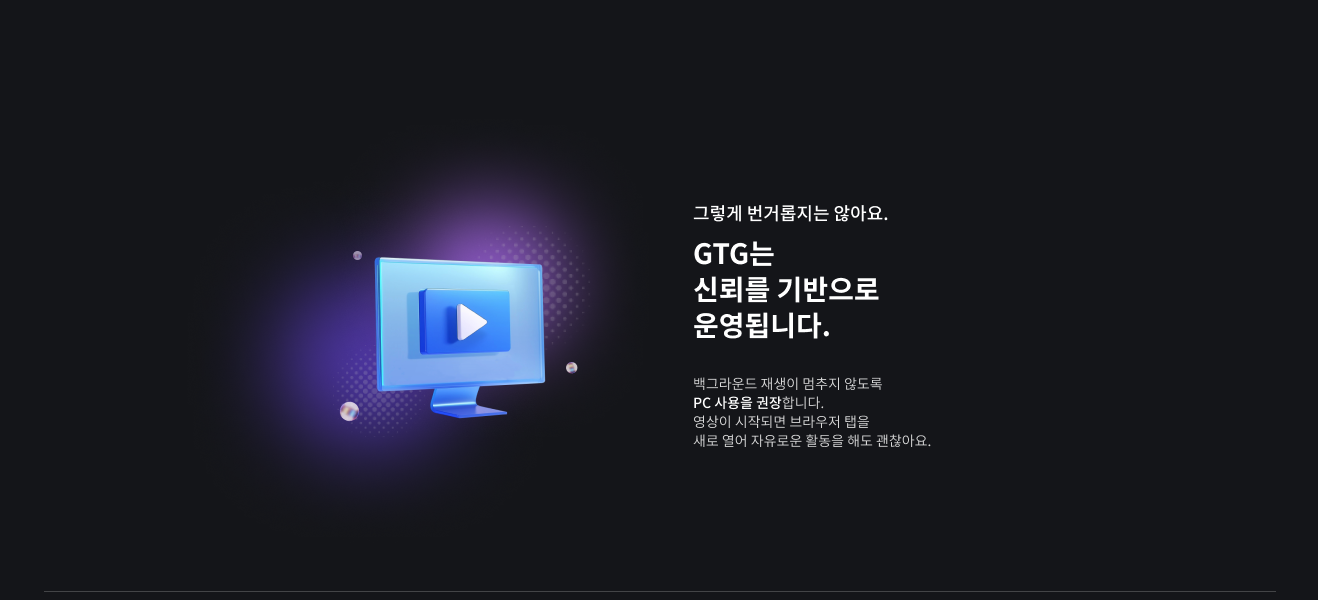 그렇게 번거롭지는 않아요.
GTG는
신뢰를 기반으로
운영됩니다.
백그라운드 재생이 멈추지 않도록
PC 사용을 권장합니다.
영상이 시작되면 브라우저 탭을
새로 열어 자유로운 활동을 해도 괜찮아요.